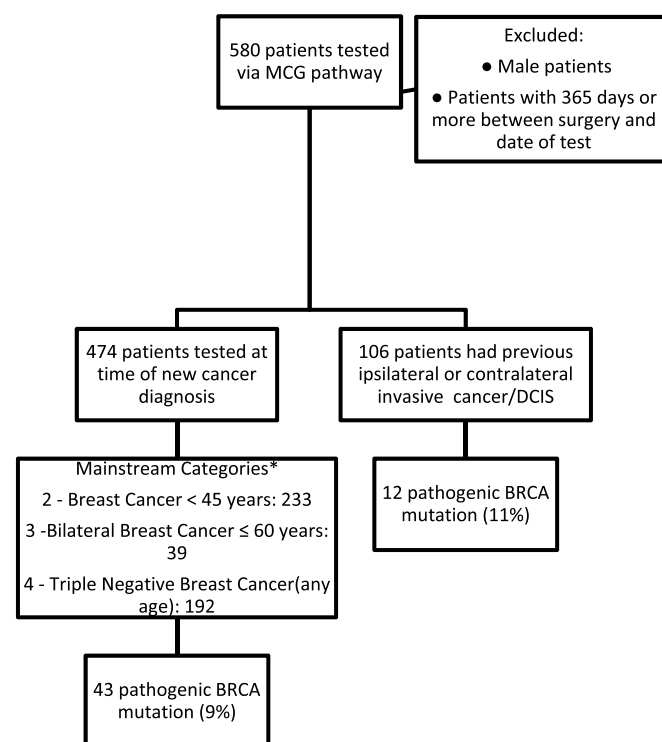 580 patients tested
via MCG pathway
Excluded:
● Male patients
● Patients with 365 days or
more between surgery and
date of test
474 patients tested at
time of new cancer
diagnosis
106 patients had previous
ipsilateral or contralateral
invasive cancer/DCIS
Mainstream Categories*
2 - Breast Cancer < 45 years: 233
3 -Bilateral Breast Cancer ≤ 60 years:
39
4 - Triple Negative Breast Cancer(any
age): 192
12 pathogenic BRCA
mutation (11%)
43 pathogenic BRCA
mutation (9%)